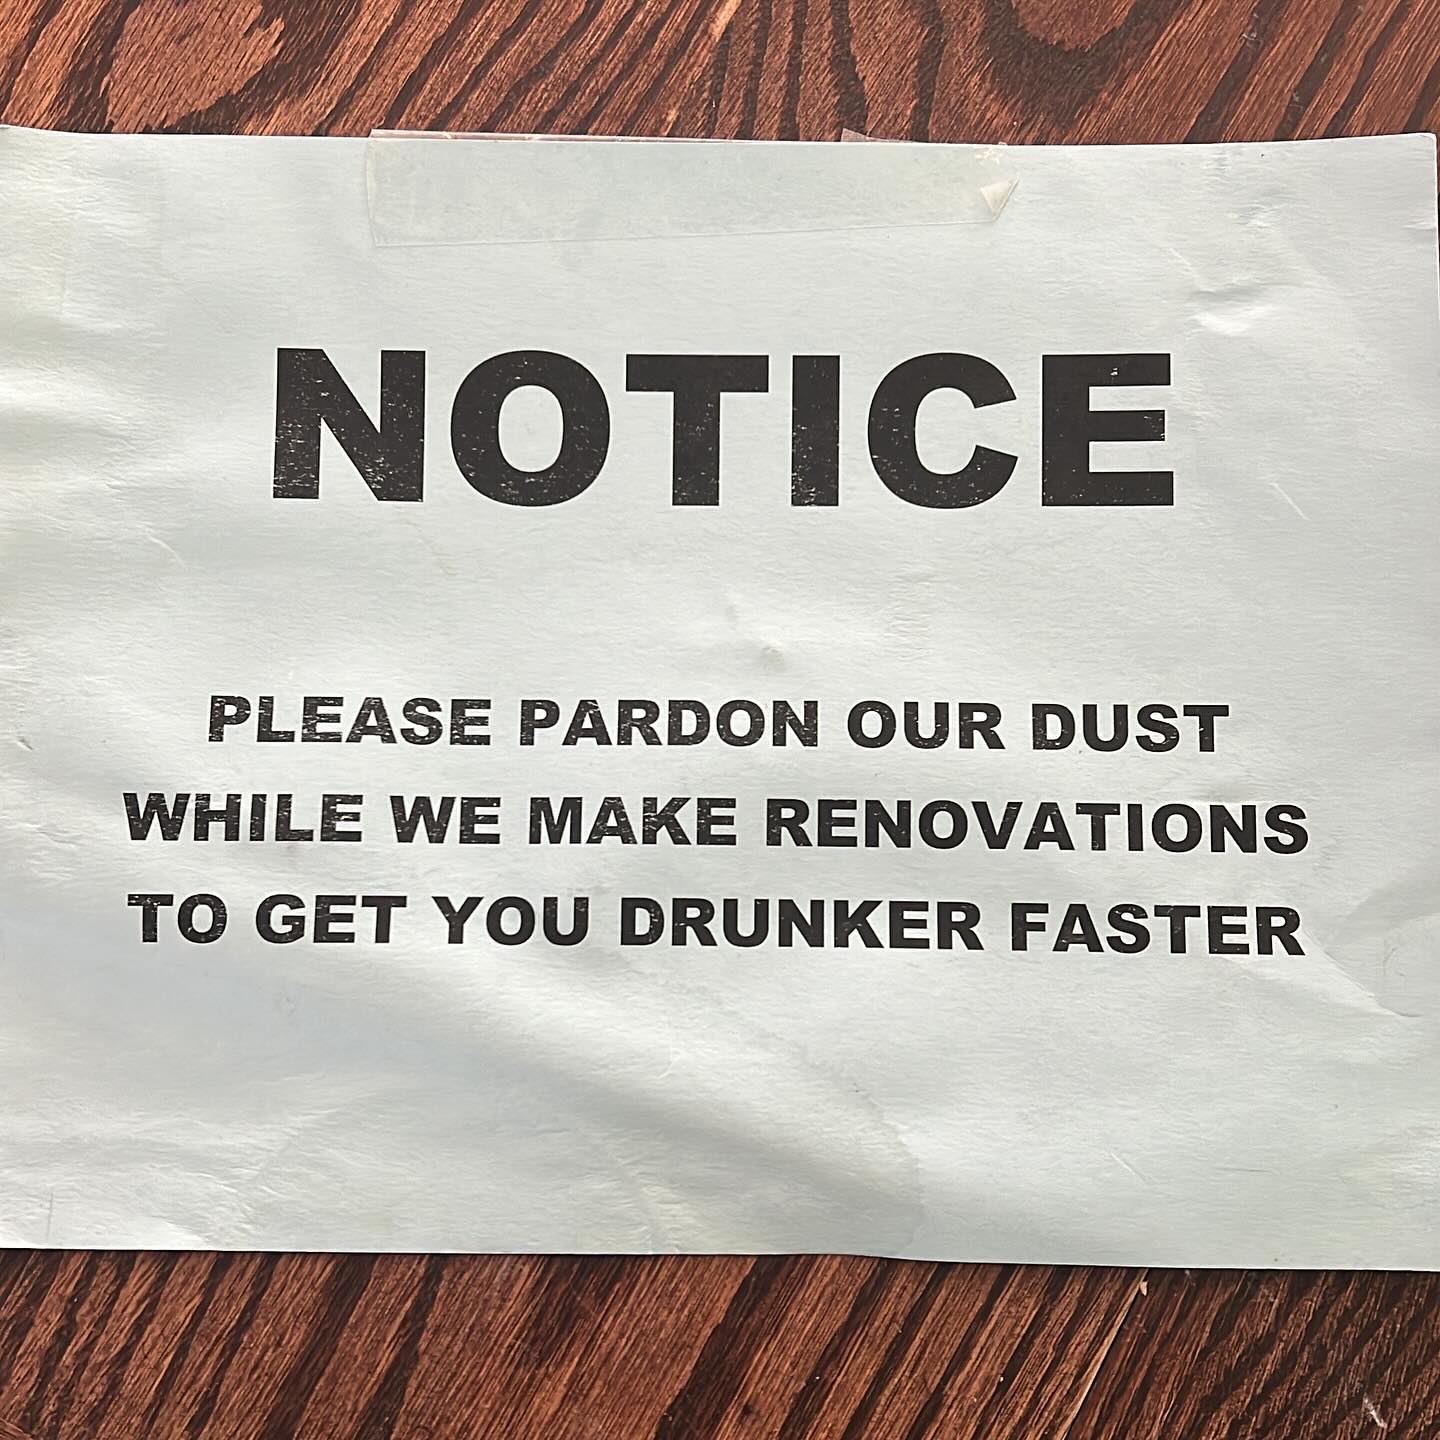 NOTICE
PLEASE PARDON OUR DUST
WHILE WE MAKE RENOVATIONS
TO GET YOU DRUNKER FASTER